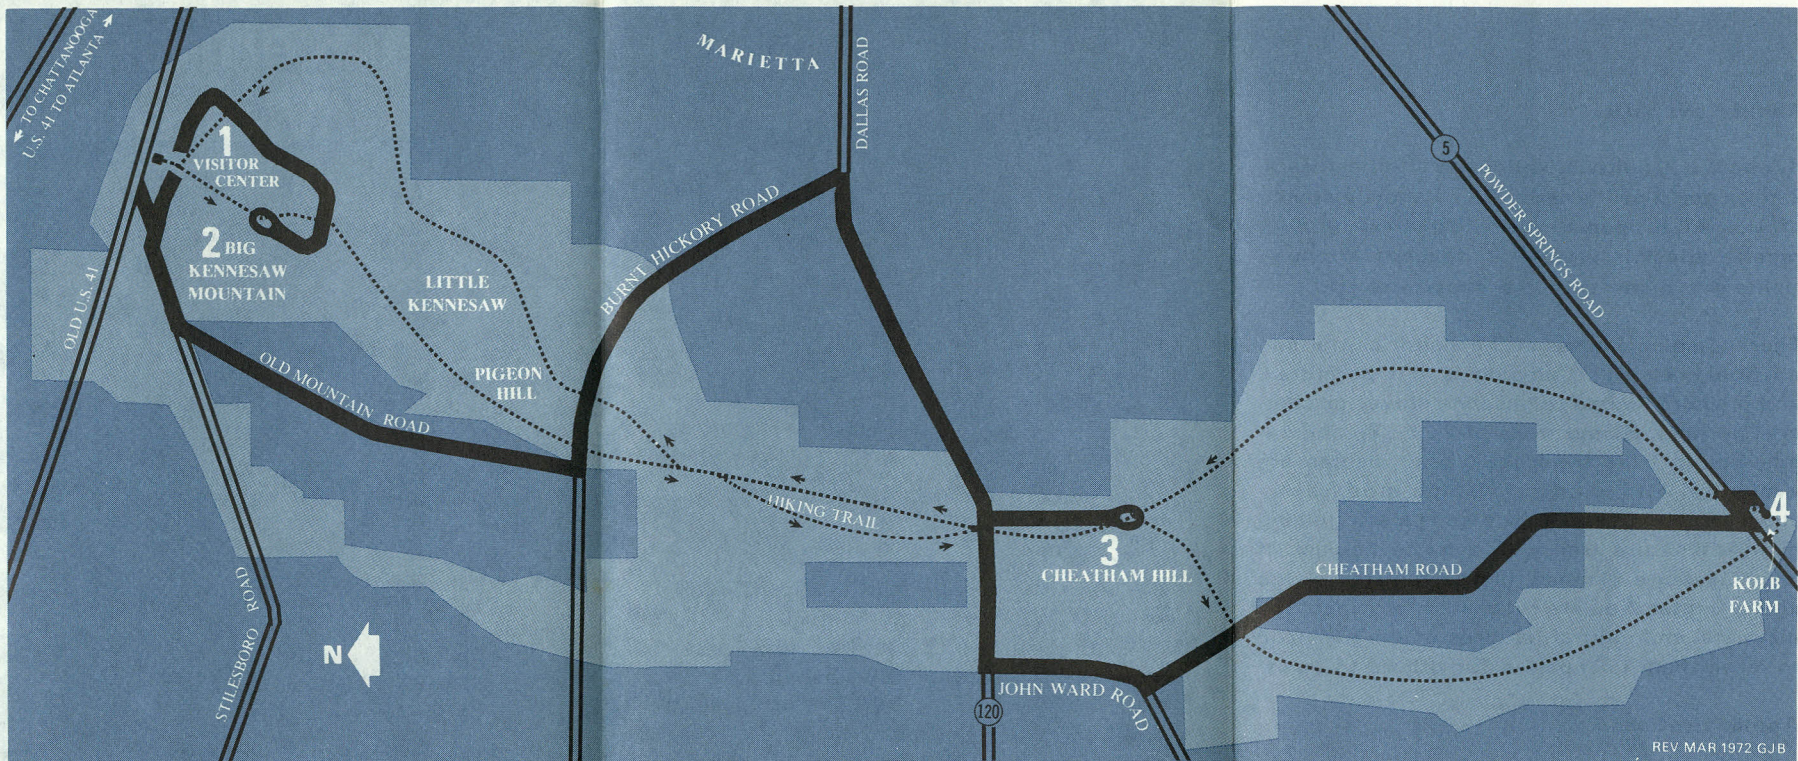 TO CHATTANOOGA
U.S. 41 TO ATLANTA
MARIETTA
DALLAS ROAD
5
POWDER SPRINGS ROAD
1
VISITOR
CENTER
2 BIG
KENNESAW
MOUNTAIN
OLD U.S. 41
LITTLE
KENNESAW
BURNT HICKORY ROAD
OLD MOUNTAIN ROAD
PIGEON
HILL
HIKING TRAIL
3
CHEATHAM HILL
CHEATHAM ROAD
4
KOLB
FARM
STILESBORO ROAD
N
JOHN WARD ROAD
120
REV MAR 1972 GJB